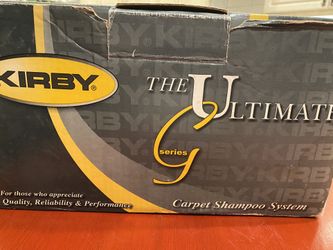 KIRBY®
THE ULTIMATE
G
series
For those who appreciate
Quality, Reliability & Performance
Carpet Shampoo System